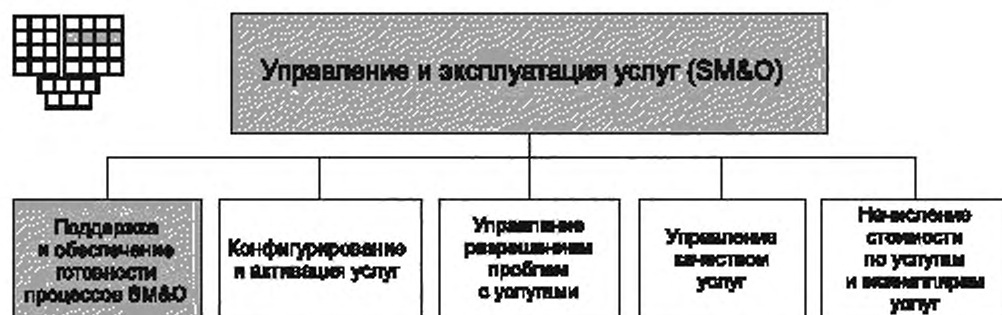 Управление и эксплуатация услуг (SM&O)
Поддержка
и обеспечение
готовности
процессов SM&O
Конфигурирование
и активация услуг
Управление
разрешением
проблем
с услугами
Управление
качеством
услуг
Начисление
стоимости
по услугам
и экземплярам
услуг